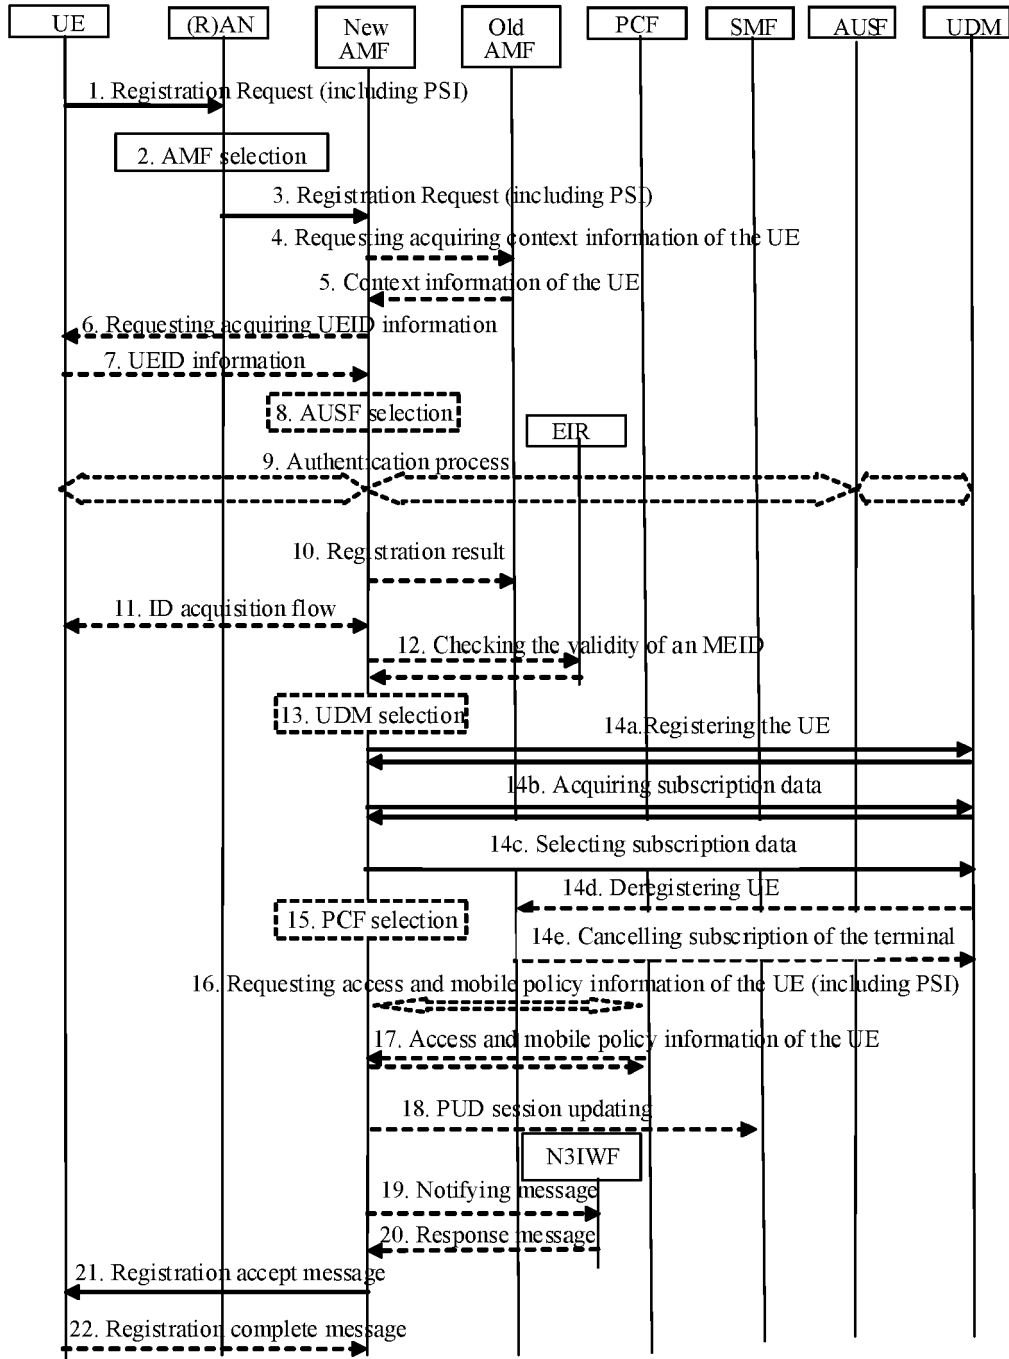 UE
(R)AN
New
AMF
Old
AMF
PCF
SMF
AUSF
UDM
1. Registration Request (including PSI)
2. AMF selection
3. Registration Request (including PSI)
4. Requesting acquiring context information of the UE
5. Context information of the UE
6. Requesting acquiring UEID information
7. UEID information
8. AUSF selection
EIR
9. Authentication process
10. Registration result
11. ID acquisition flow
12. Checking the validity of an MEID
13. UDM selection
14a.Registering the UE
14b. Acquiring subscription data
14c. Selecting subscription data
14d. Deregistering UE
15. PCF selection
14e. Cancelling subscription of the terminal
16. Requesting access and mobile policy information of the UE (including PSI)
17. Access and mobile policy information of the UE
18. PUD session updating
N3IWF
19. Notifying message
20. Response message
21. Registration accept message
22. Registration complete message